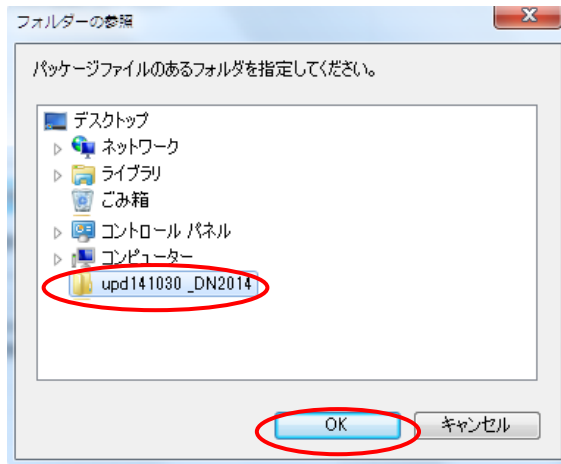 フォルダーの参照
パッケージファイルのあるフォルダを指定してください。
デスクトップ
ネットワーク
ライブラリ
ごみ箱
コントロール パネル
コンピューター
upd141030 _DN2014
OK
キャンセル